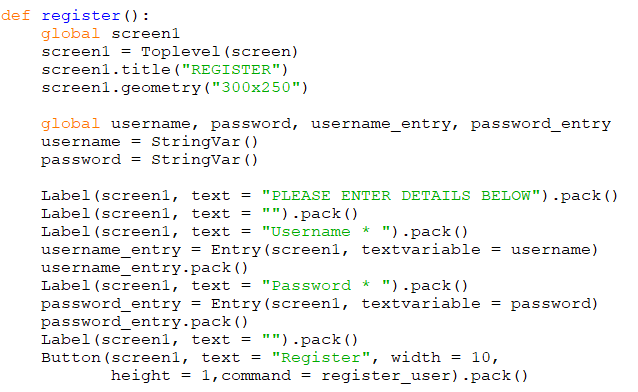 def register():
    global screen1
    screen1 = Toplevel(screen)
    screen1.title("REGISTER")
    screen1.geometry("300x250")

    global username, password, username_entry, password_entry
    username = StringVar()
    password = StringVar()

    Label(screen1, text = "PLEASE ENTER DETAILS BELOW").pack()
    Label(screen1, text = "").pack()
    Label(screen1, text = "Username * ").pack()
    username_entry = Entry(screen1, textvariable = username)
    username_entry.pack()
    Label(screen1, text = "Password * ").pack()
    password_entry = Entry(screen1, textvariable = password)
    password_entry.pack()
    Label(screen1, text = "").pack()
    Button(screen1, text = "Register", width = 10,
           height = 1,command = register_user).pack()